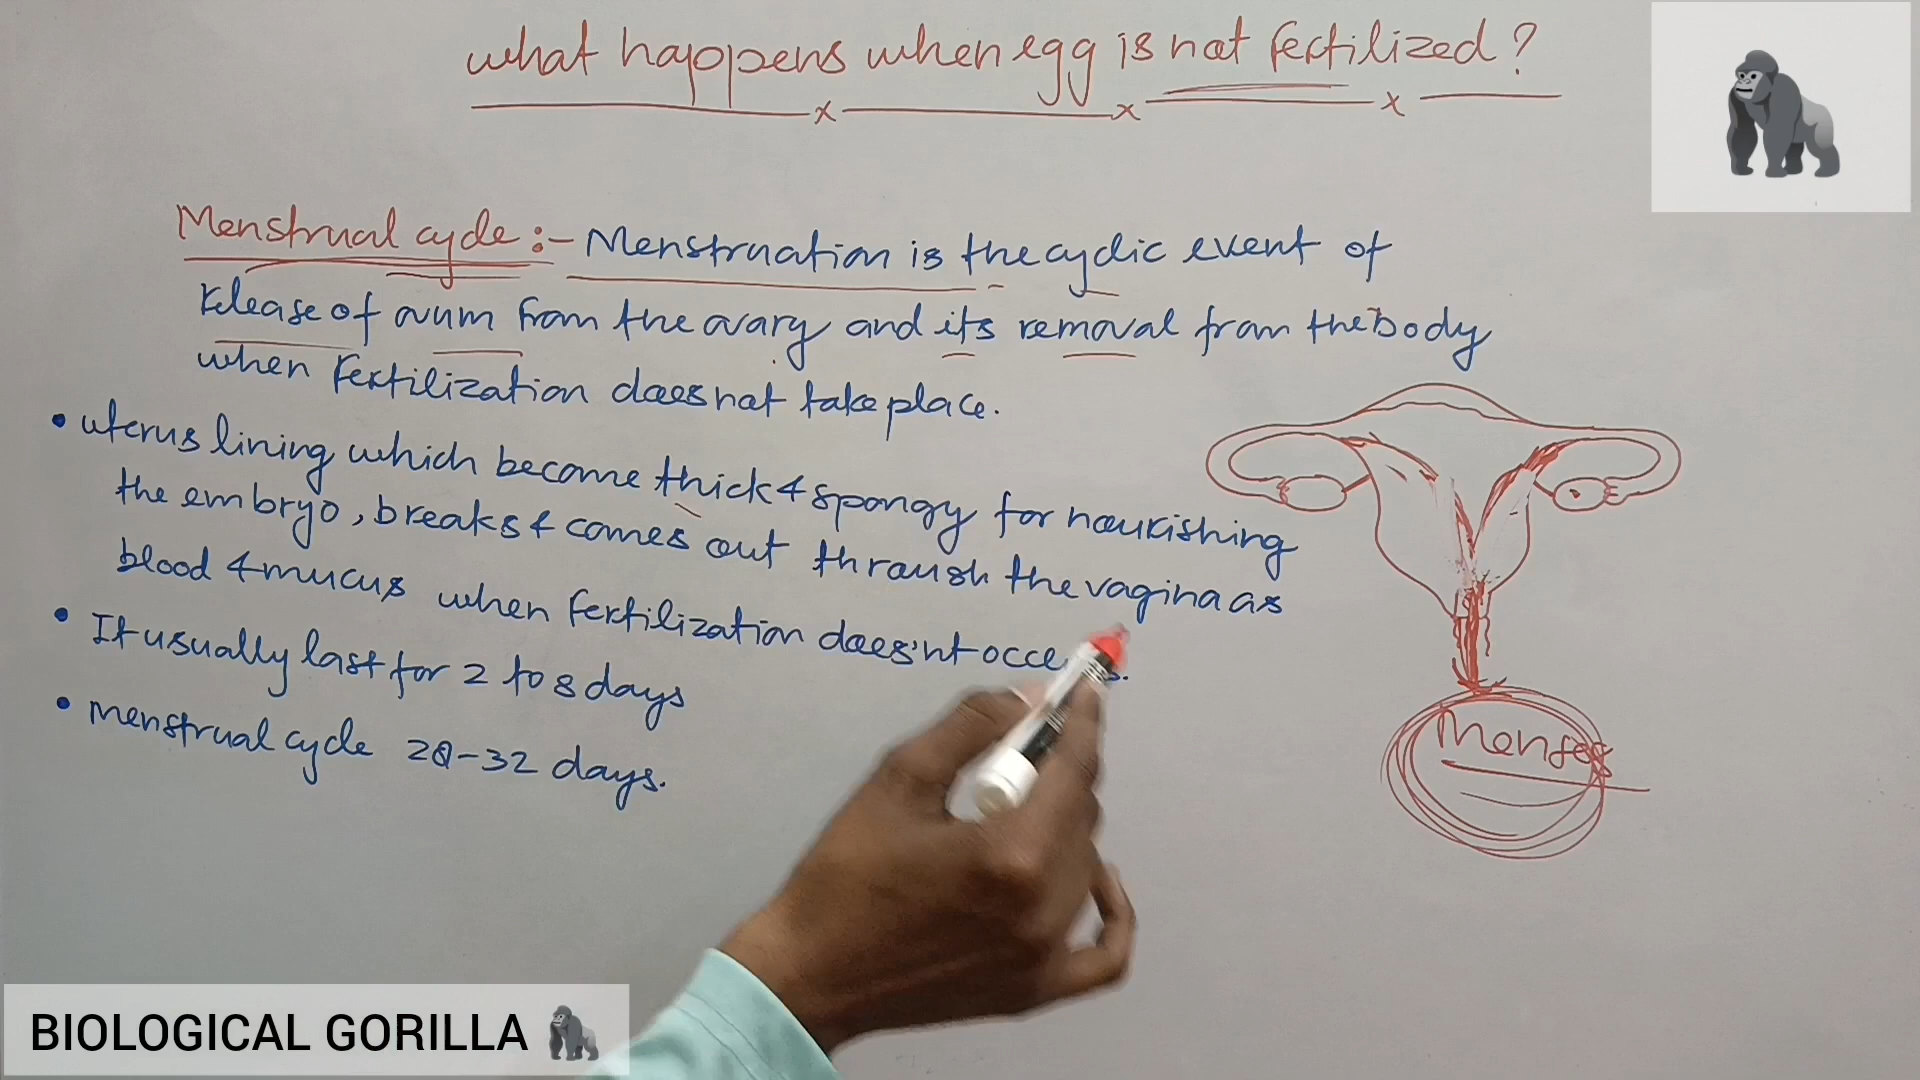 what happens when egg is not fertilized?
Menstrual cycle :- Menstruation is the cyclic event of
release of ovum from the ovary and its removal from the body
when fertilization does not take place.
• uterus lining which become thick & spongy for nourishing
the embryo, breaks & comes out through the vagina as
blood & mucus when fertilization does'nt
• It usually last for 2 to 8 days
• menstrual cycle 28-32 days.
Menses
BIOLOGICAL GORILLA